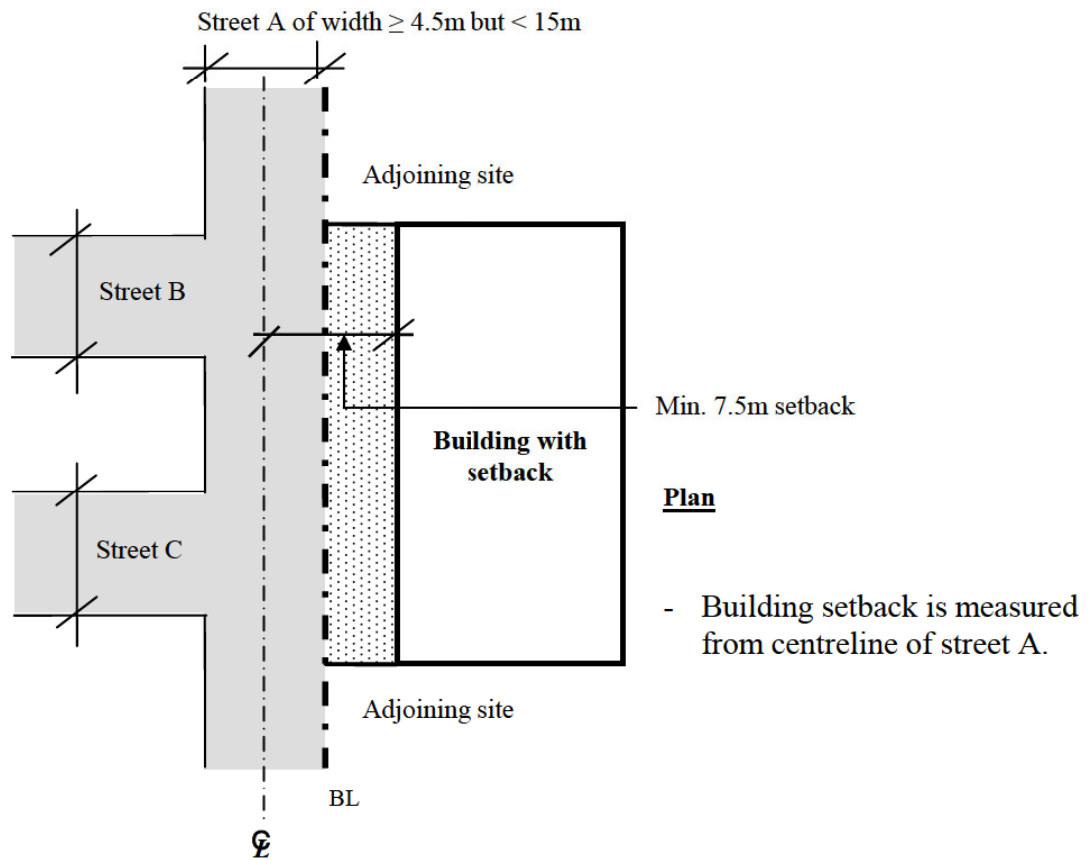 Street A of width ≥ 4.5m but < 15m
Adjoining site
Street B
Min. 7.5m setback
Building with
setback
Plan
Street C
- Building setback is measured
from centreline of street A.
Adjoining site
BL
℄